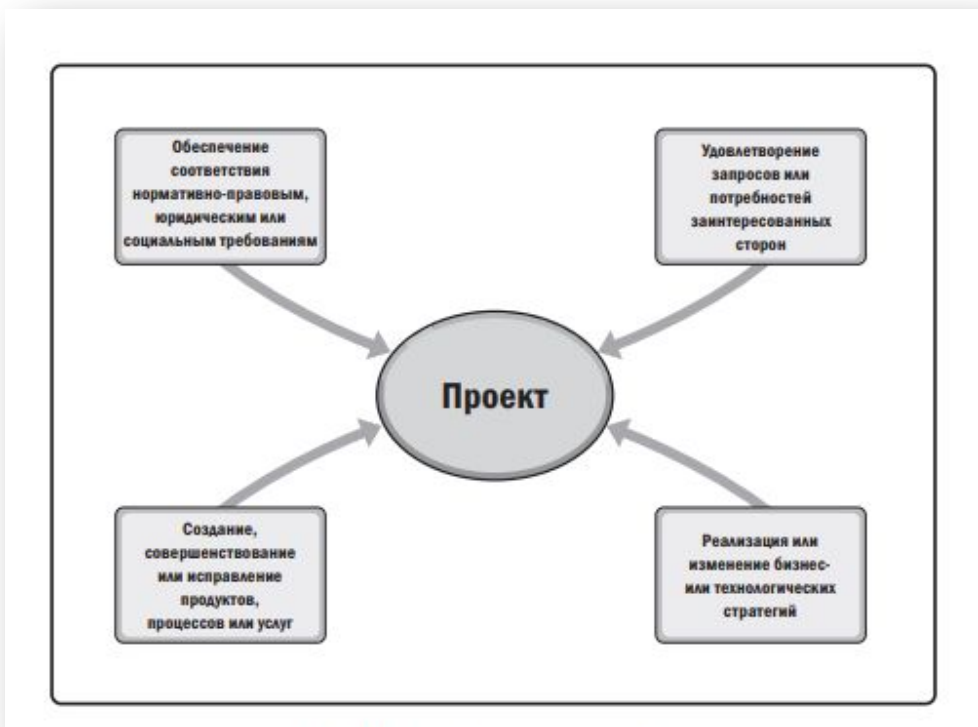 Обеспечение
соответствия
нормативно-правовым,
юридическим или
социальным требованиям
Удовлетворение
запросов или
потребностей
заинтересованных
сторон
Проект
Создание,
совершенствование
или исправление
продуктов,
процессов или услуг
Реализация или
изменение бизнес-
или технологических
стратегий